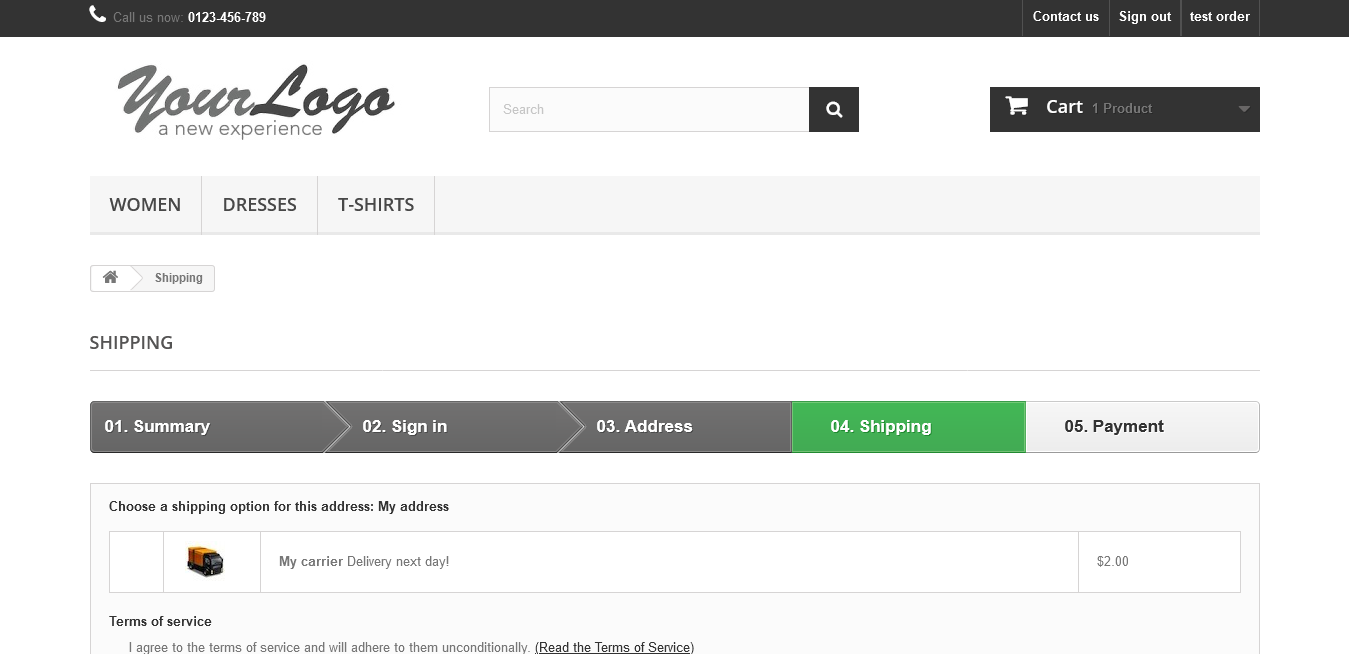 Call us now: 0123-456-789
Contact us
Sign out
test order
YourLogo
a new experience
Search
Cart 1 Product
WOMEN
DRESSES
T-SHIRTS
Shipping
SHIPPING
01. Summary
02. Sign in
03. Address
04. Shipping
05. Payment
Choose a shipping option for this address: My address
My carrier Delivery next day!
$2.00
Terms of service
I agree to the terms of service and will adhere to them unconditionally. (Read the Terms of Service)